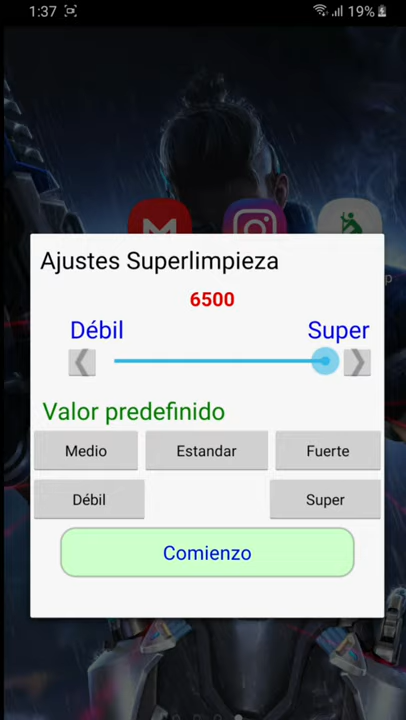 1:37 19%
Ajustes Superlimpieza
6500
Débil Super
Valor predefinido
Medio Estandar Fuerte
Débil Super
Comienzo